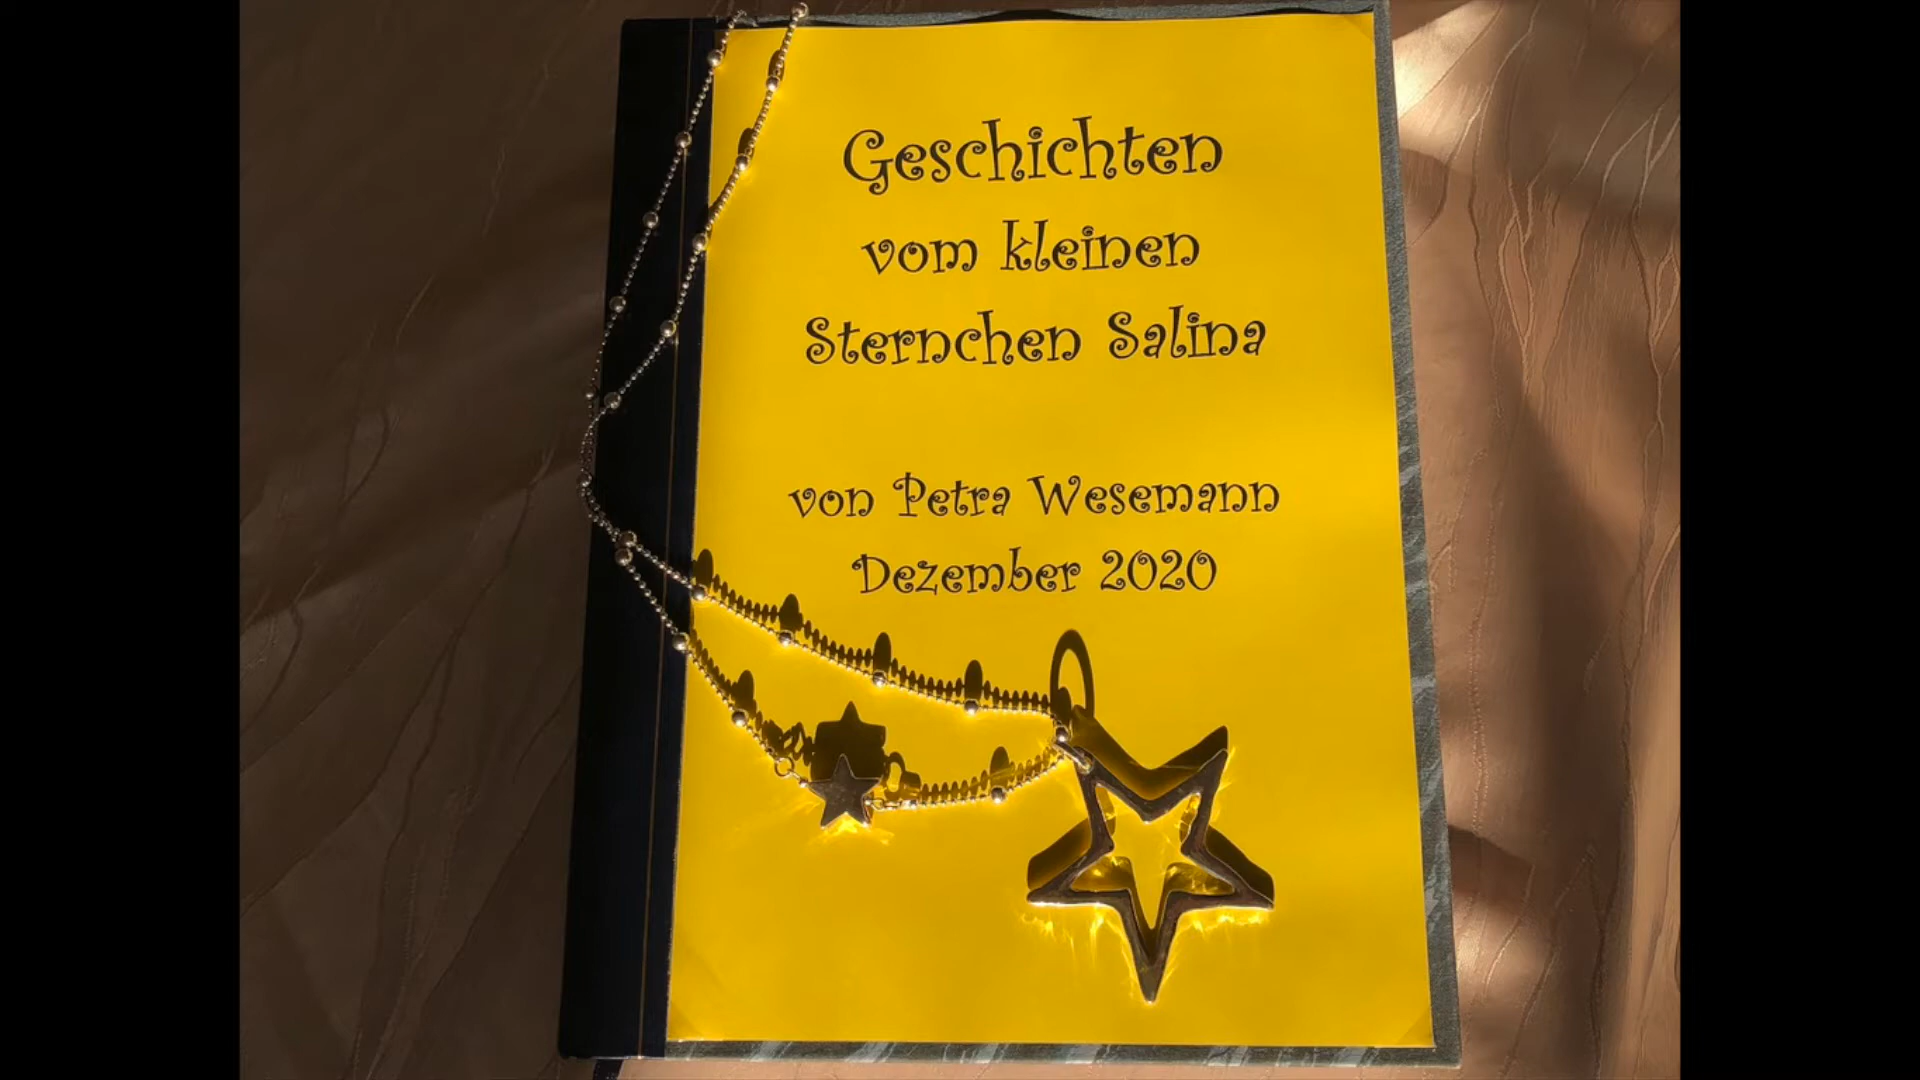 Geschichten
vom kleinen
Sternchen Salina
von Petra Wesemann
Dezember 2020